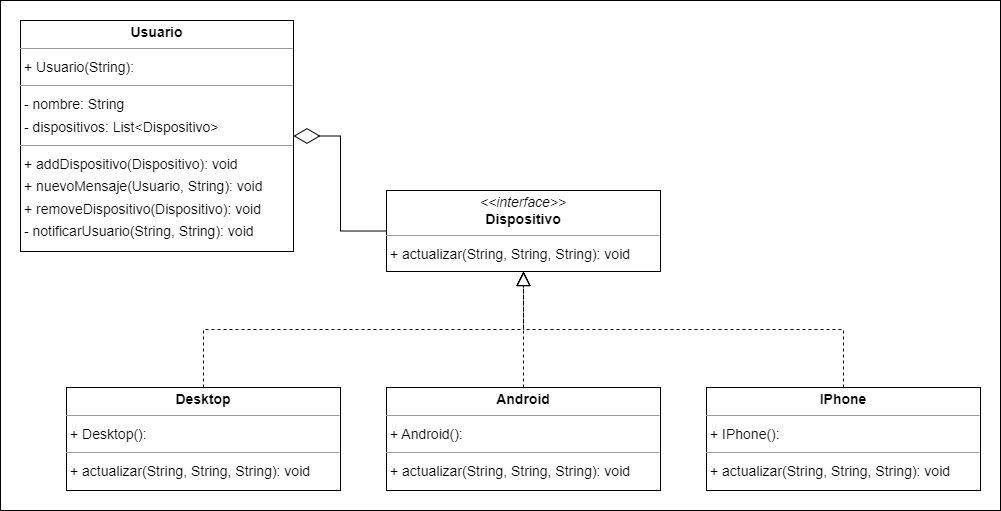 Usuario
+ Usuario(String):
- nombre: String
- dispositivos: List<Dispositivo>
+ addDispositivo(Dispositivo): void
+ nuevoMensaje(Usuario, String): void
+ removeDispositivo(Dispositivo): void
- notificarUsuario(String, String): void
<<interface>>
Dispositivo
+ actualizar(String, String, String): void
Desktop
+ Desktop():
+ actualizar(String, String, String): void
Android
+ Android():
+ actualizar(String, String, String): void
IPhone
+ IPhone():
+ actualizar(String, String, String): void